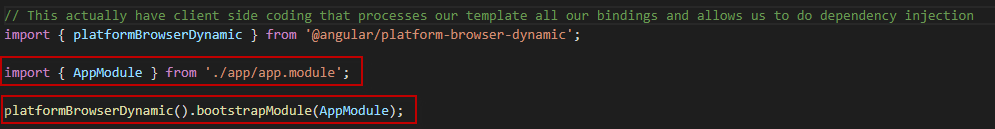 // This actually have client side coding that processes our template all our bindings and allows us to do dependency injection
import { platformBrowserDynamic } from '@angular/platform-browser-dynamic';
import { AppModule } from './app/app.module';
platformBrowserDynamic().bootstrapModule(AppModule);